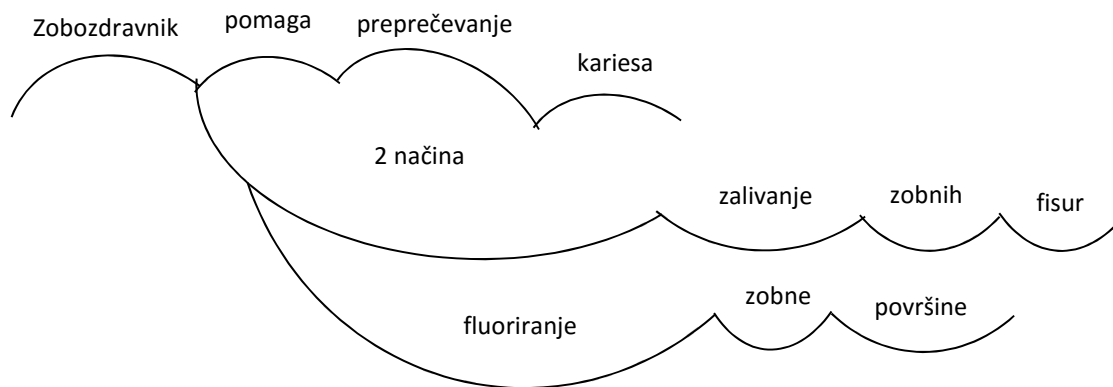 Zobozdravnik pomaga preprečevanje kariesa
2 načina
zalivanje zobnih fisur
fluoriranje zobne površine